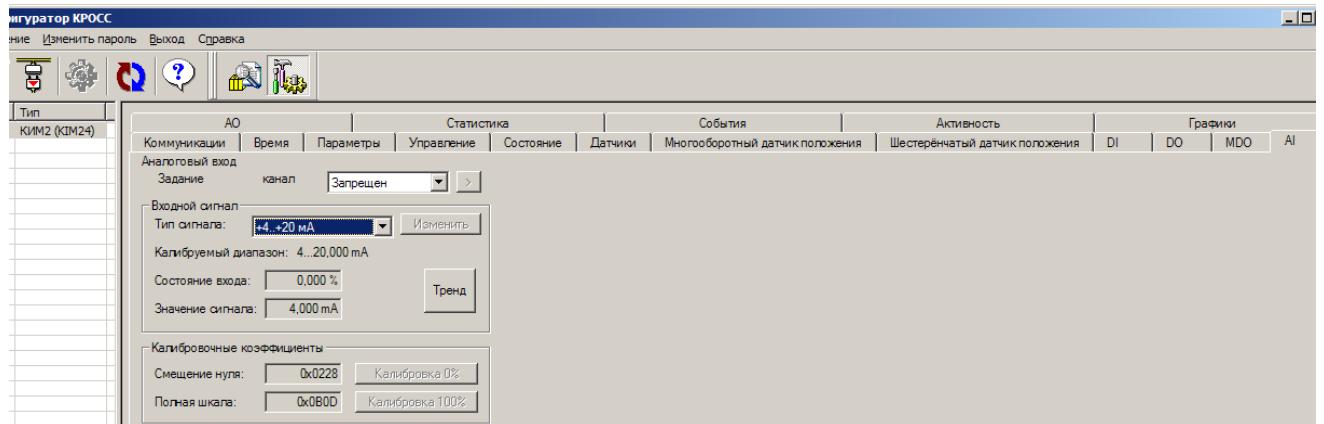 игуратор КРОСС
ние Изменить пароль Выход Справка
Тип
КИМ2 (KIM24)
AO Статистика События Активность Графики
Коммуникации Время Параметры Управление Состояние Датчики Многооборотный датчик положения Шестерёнчатый датчик положения DI DO MDO AI
Аналоговый вход
Задание канал Запрещен >
Входной сигнал
Тип сигнала: +4..+20 мА Изменить
Калибруемый диапазон: 4...20,000 mA
Состояние входа: 0,000 %
Тренд
Значение сигнала: 4,000 mA
Калибровочные коэффициенты
Смещение нуля: 0x0228 Калибровка 0%
Полная шкала: 0x0B0D Калибровка 100%